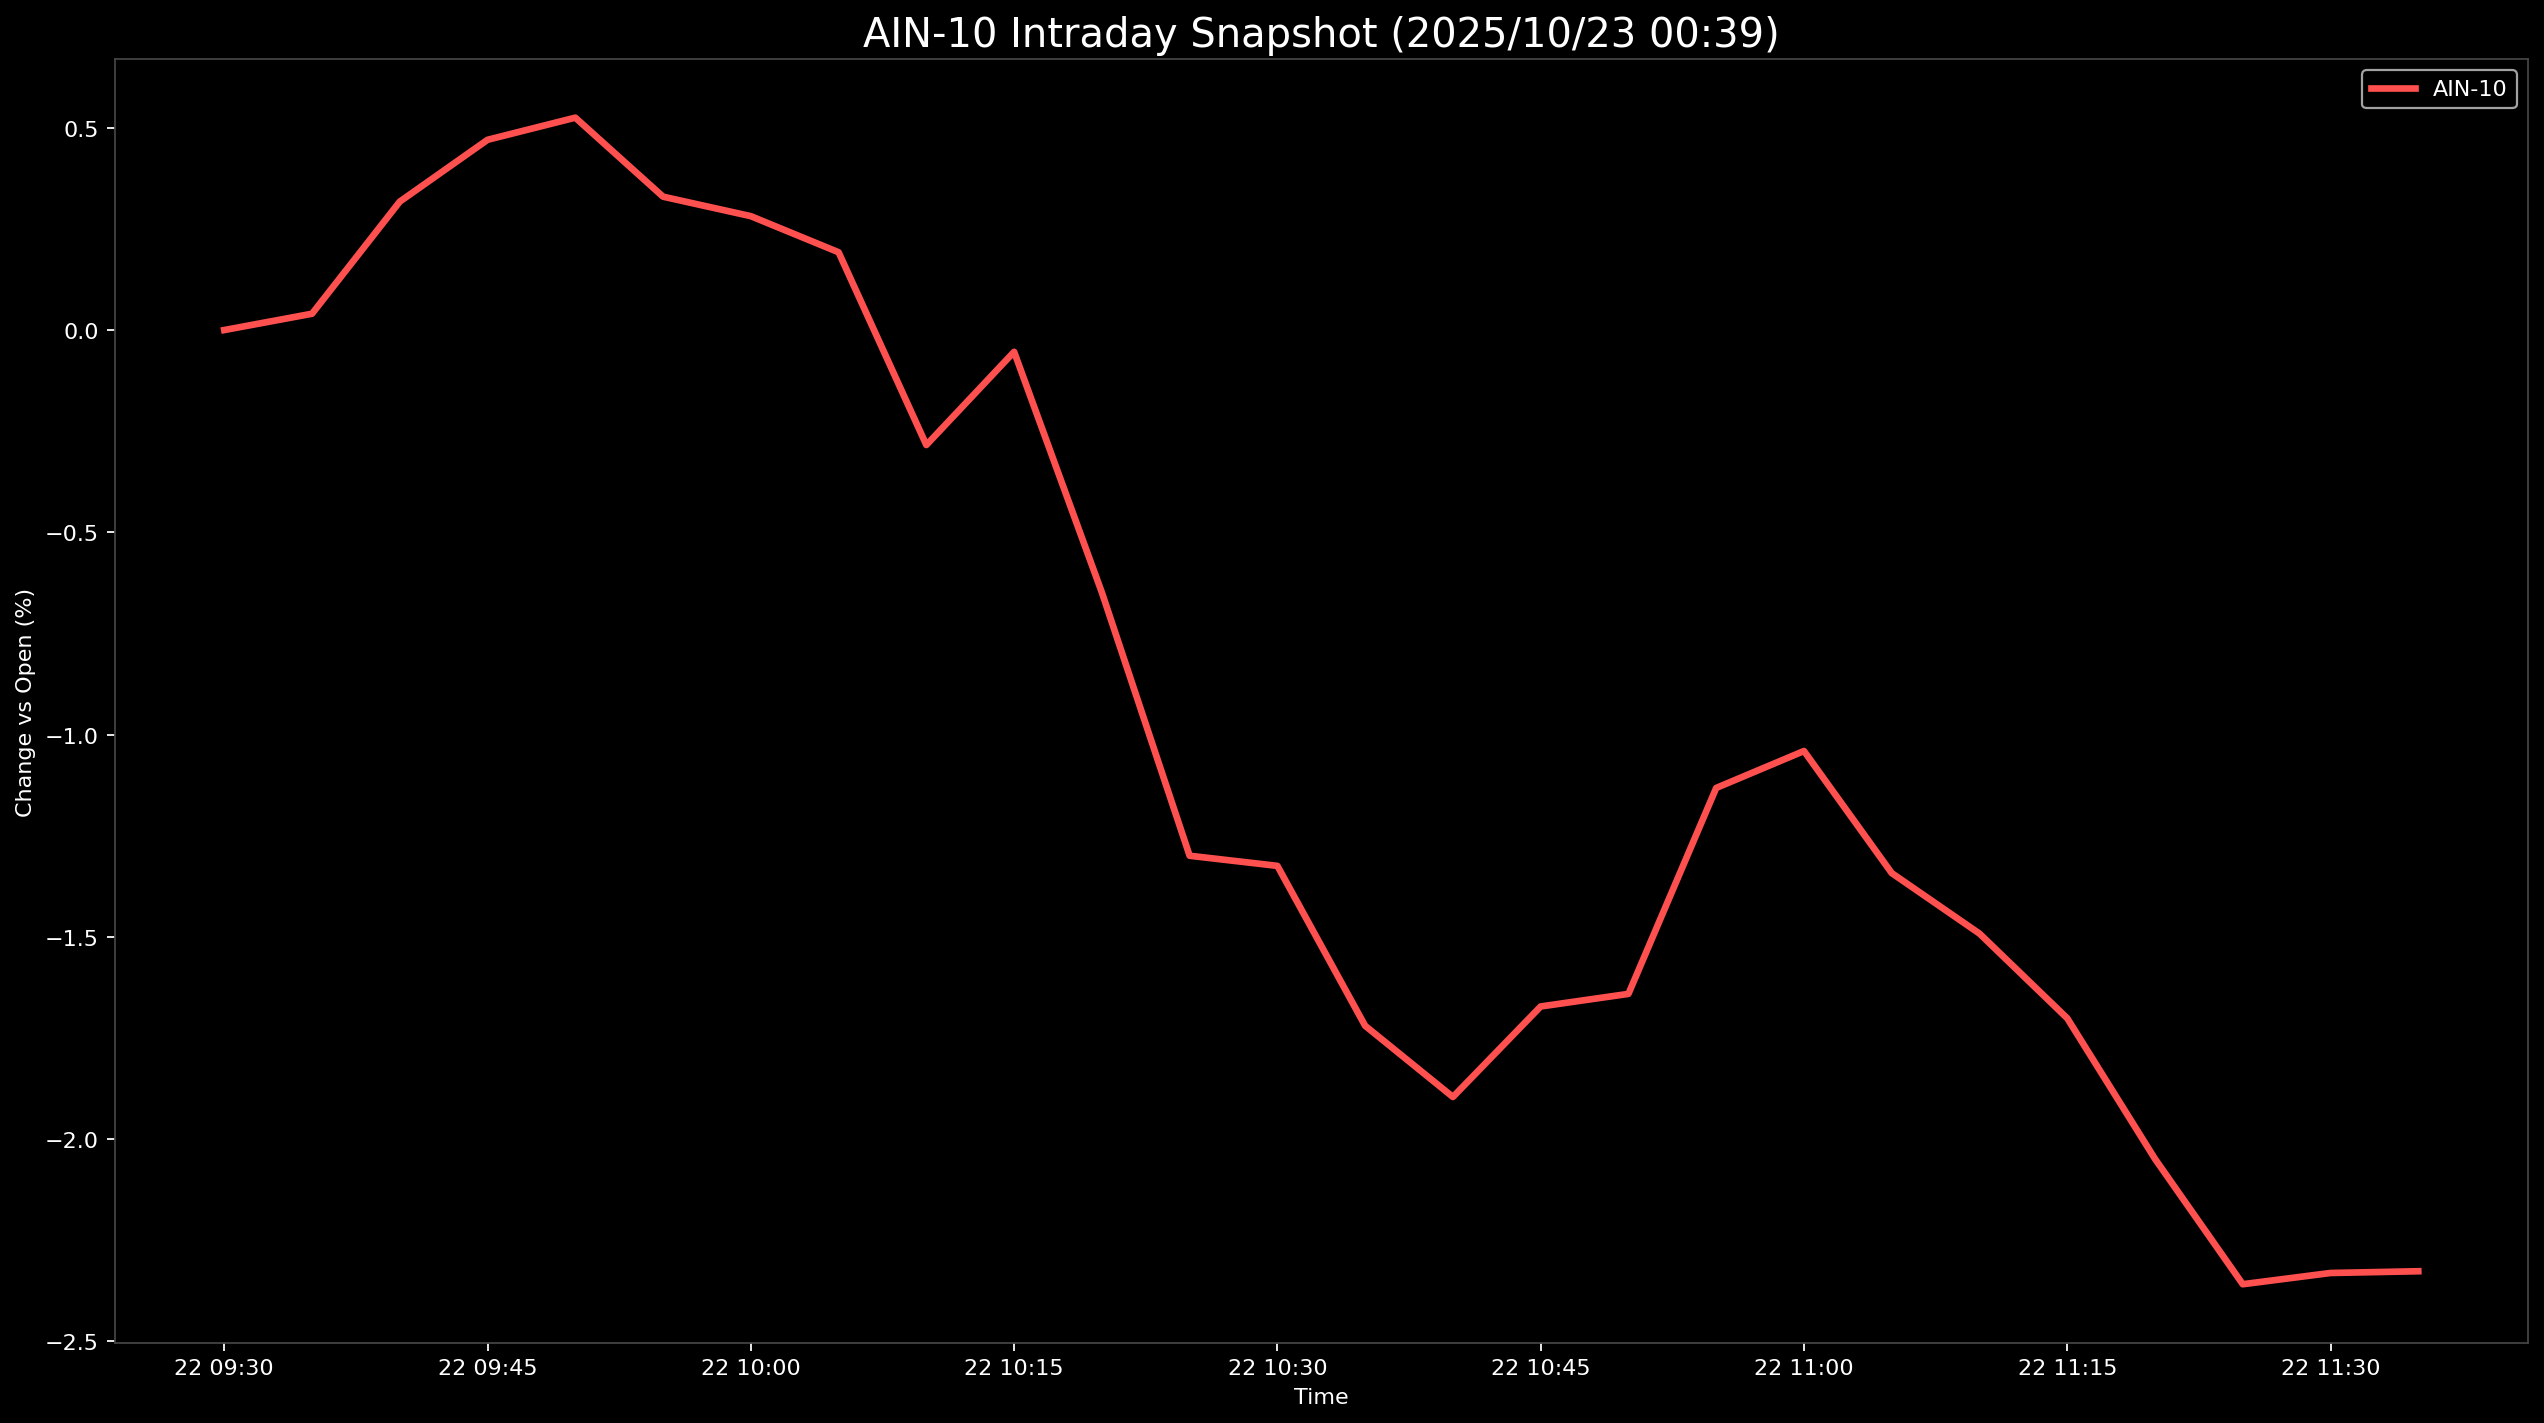 AIN-10 Intraday Snapshot (2025/10/23 00:39)
AIN-10
Change vs Open (%)
0.5
0.0
−0.5
−1.0
−1.5
−2.0
−2.5
22 09:30 22 09:45 22 10:00 22 10:15 22 10:30 22 10:45 22 11:00 22 11:15 22 11:30
Time